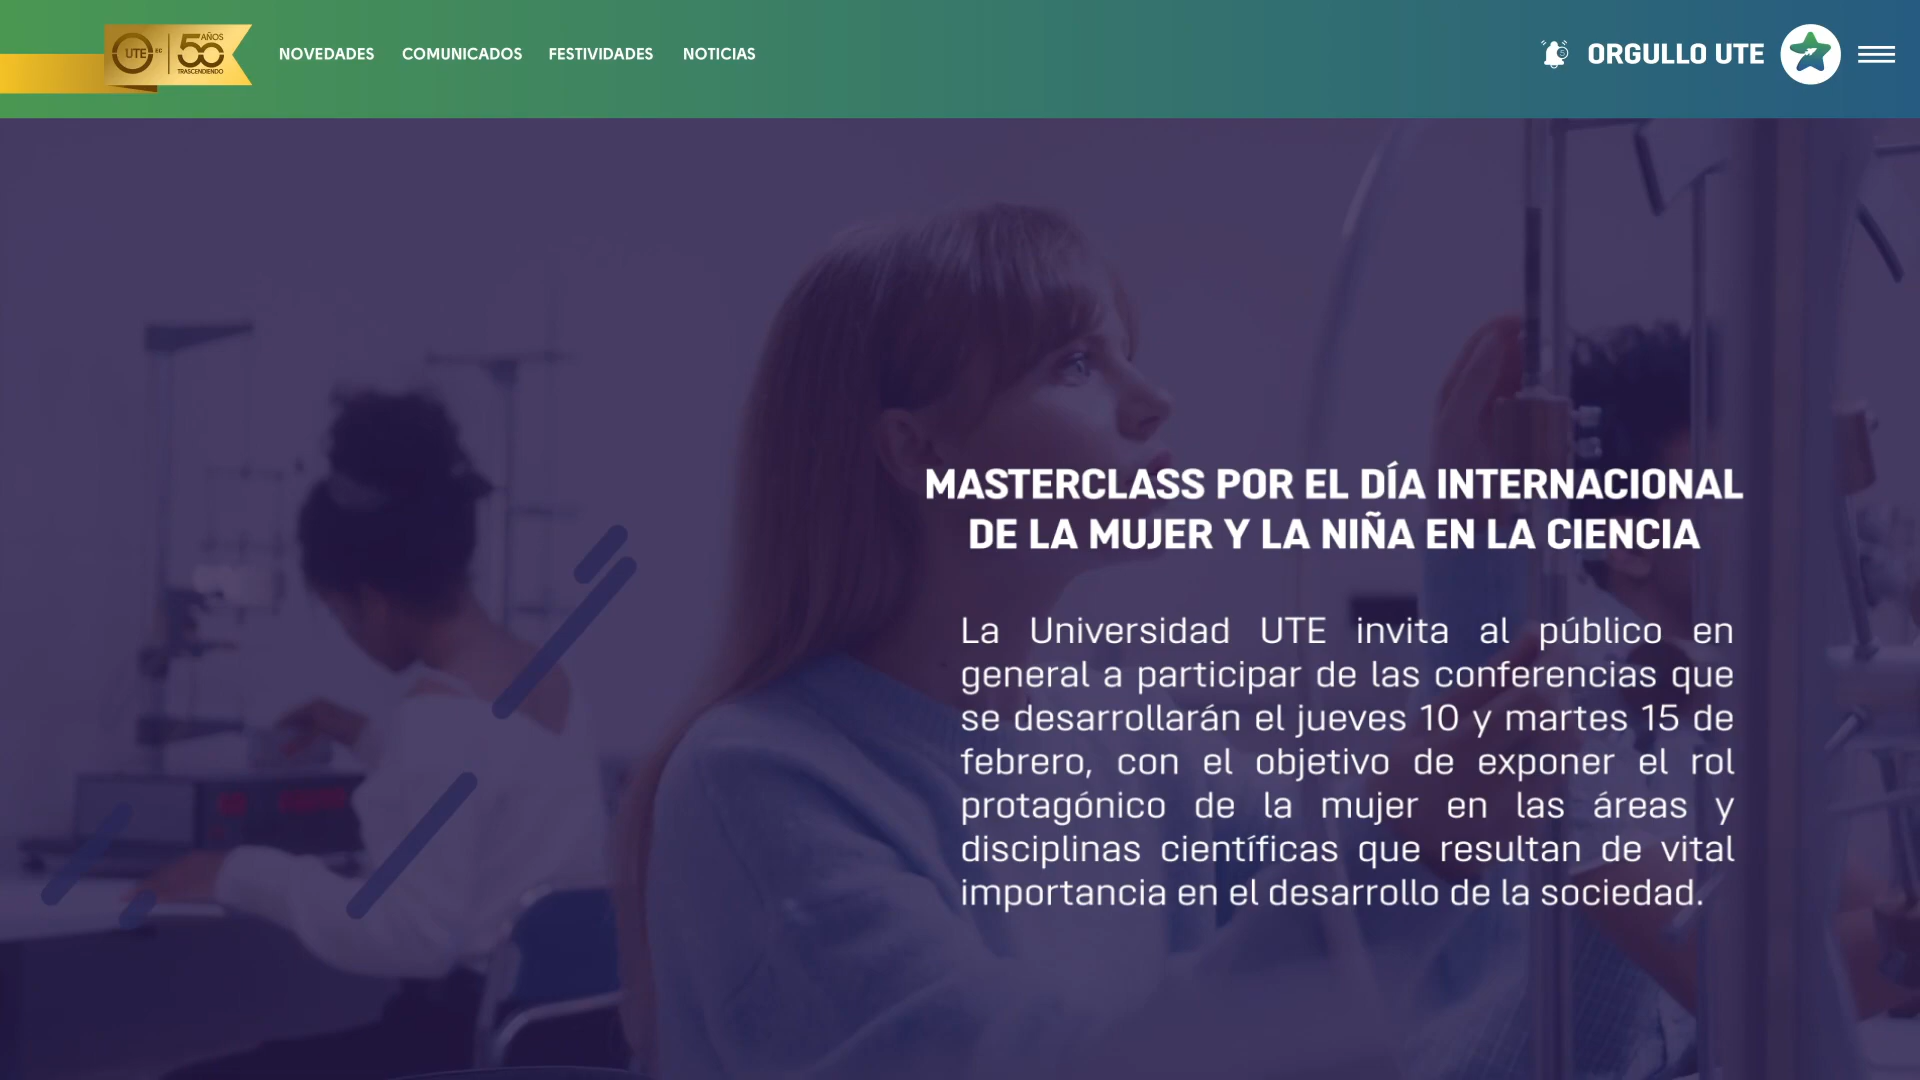 UTE EC
50 AÑOS
TRASCENDIENDO
NOVEDADES COMUNICADOS FESTIVIDADES NOTICIAS
ORGULLO UTE
MASTERCLASS POR EL DÍA INTERNACIONAL
DE LA MUJER Y LA NIÑA EN LA CIENCIA
La Universidad UTE invita al público en
general a participar de las conferencias que
se desarrollarán el jueves 10 y martes 15 de
febrero, con el objetivo de exponer el rol
protagónico de la mujer en las áreas y
disciplinas científicas que resultan de vital
importancia en el desarrollo de la sociedad.